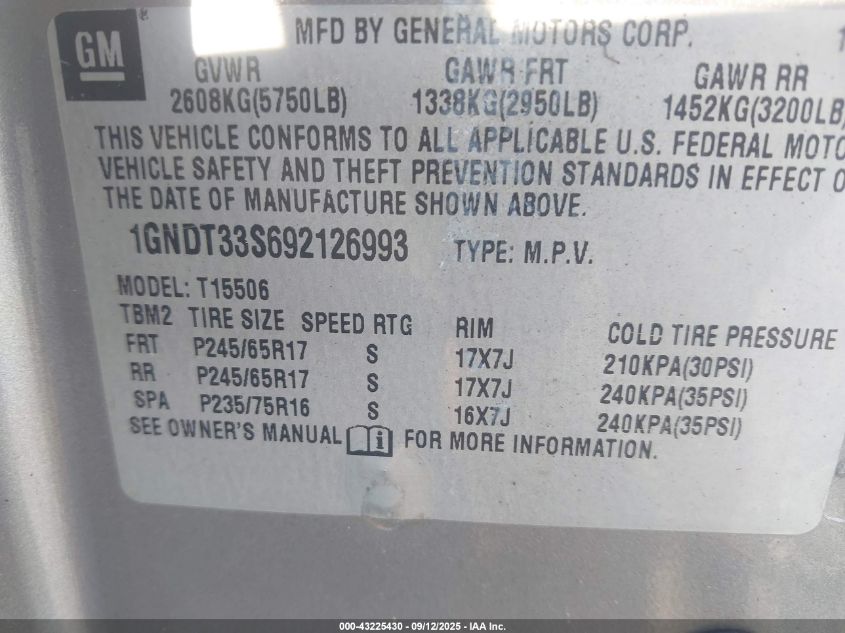 GM
MFD BY GENERAL MOTORS CORP.
GVWR GAWR FRT GAWR RR
2608KG(5750LB) 1338KG(2950LB) 1452KG(3200LB)
THIS VEHICLE CONFORMS TO ALL APPLICABLE U.S. FEDERAL MOTO
VEHICLE SAFETY AND THEFT PREVENTION STANDARDS IN EFFECT O
THE DATE OF MANUFACTURE SHOWN ABOVE.
1GNDT33S692126993 TYPE: M.P.V.
MODEL: T15506
TBM2 TIRE SIZE SPEED RTG RIM COLD TIRE PRESSURE
FRT P245/65R17 S 17X7J 210KPA(30PSI)
RR P245/65R17 S 17X7J 240KPA(35PSI)
SPA P235/75R16 S 16X7J 240KPA(35PSI)
SEE OWNER'S MANUAL i FOR MORE INFORMATION.
000-43225430 - 09/12/2025 - IAA Inc.